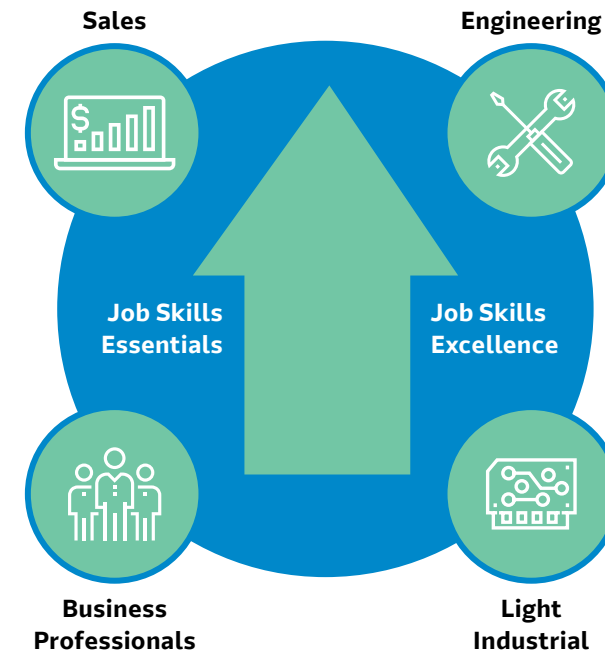 Sales
Engineering
$
Job Skills
Essentials
Job Skills
Excellence
Business
Professionals
Light
Industrial